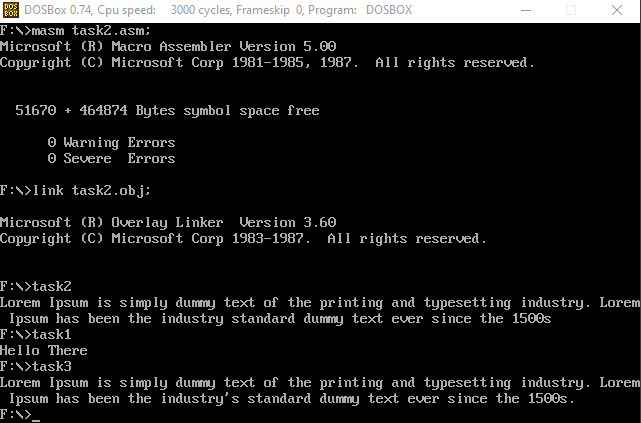 DOS
BOX
DOSBox 0.74, Cpu speed: 3000 cycles, Frameskip 0, Program: DOSBOX
F:\>masm task2.asm;
Microsoft (R) Macro Assembler Version 5.00
Copyright (C) Microsoft Corp 1981-1985, 1987.  All rights reserved.
51670 + 464874 Bytes symbol space free
0 Warning Errors
0 Severe  Errors
F:\>link task2.obj;
Microsoft (R) Overlay Linker  Version 3.60
Copyright (C) Microsoft Corp 1983-1987.  All rights reserved.
F:\>task2
Lorem Ipsum is simply dummy text of the printing and typesetting industry. Lorem
Ipsum has been the industry standard dummy text ever since the 1500s
F:\>task1
Hello There
F:\>task3
Lorem Ipsum is simply dummy text of the printing and typesetting industry. Lorem
Ipsum has been the industry's standard dummy text ever since the 1500s.
F:\>_